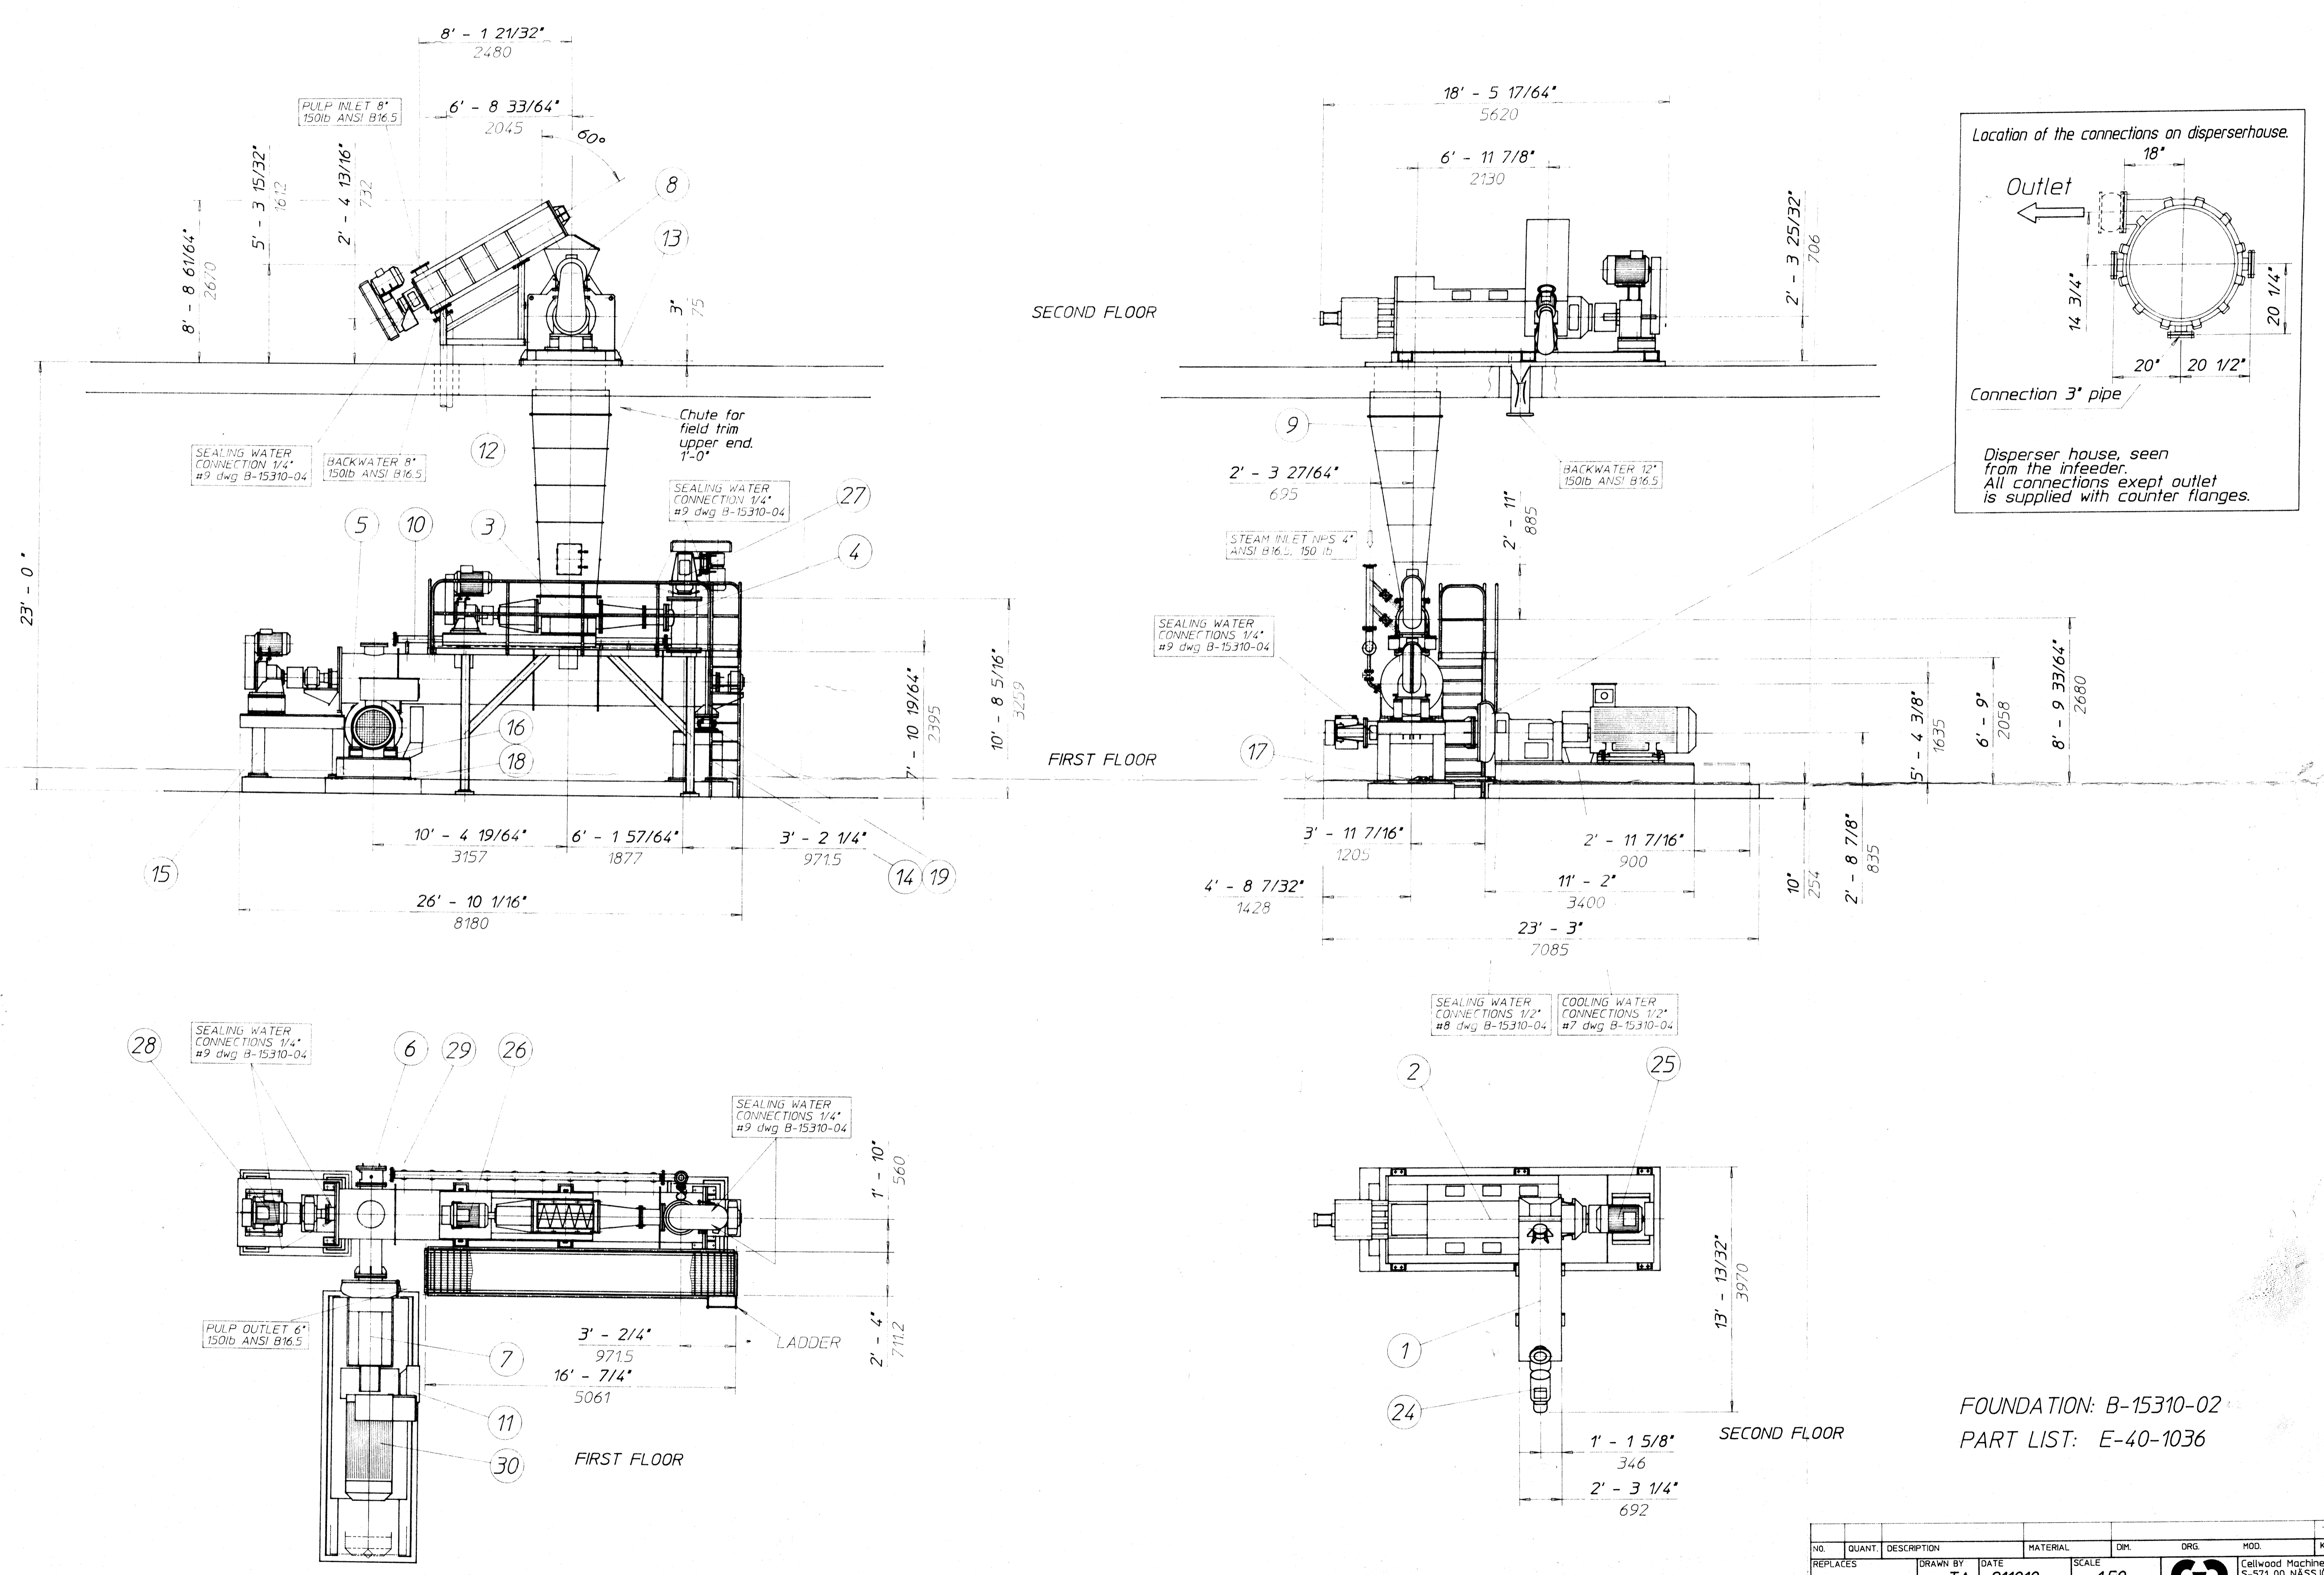 8' - 1 21/32"
2480
PULP INLET 8"
150lb ANSI B16.5
6' - 8 33/64"
2045
60°
8' - 8 61/64"
2670
5' - 3 15/32"
1612
2' - 4 13/16"
732
8
13
3"
75
SEALING WATER
CONNECTION 1/4"
#9 dwg B-15310-04
BACKWATER 8"
150lb ANSI B16.5
12
Chute for
field trim
upper end.
1'-0"
SEALING WATER
CONNECTION 1/4"
#9 dwg B-15310-04
27
5
10
3
4
23' - 0"
16
18
7' - 10 19/64"
2395
10' - 8 5/16"
3259
10' - 4 19/64"
3157
6' - 1 57/64"
1877
3' - 2 1/4"
971.5
15
14
19
26' - 10 1/16"
8180
SECOND FLOOR
FIRST FLOOR
18' - 5 17/64"
5620
6' - 11 7/8"
2130
2' - 3 25/32"
706
9
2' - 3 27/64"
695
BACKWATER 12"
150lb ANSI B16.5
2' - 11"
885
STEAM INLET NPS 4"
ANSI B16.5, 150 lb
SEALING WATER
CONNECTIONS 1/4"
#9 dwg B-15310-04
17
5' - 4 3/8"
1635
6' - 9"
2058
8' - 9 33/64"
2680
3' - 11 7/16"
1205
2' - 11 7/16"
900
4' - 8 7/32"
1428
11' - 2"
3400
10"
254
2' - 8 7/8"
835
23' - 3"
7085
SEALING WATER
CONNECTIONS 1/2"
#8 dwg B-15310-04
COOLING WATER
CONNECTIONS 1/2"
#7 dwg B-15310-04
Location of the connections on disperserhouse.
18"
Outlet
14 3/4"
20 1/4"
20"
20 1/2"
Connection 3" pipe
Disperser house, seen
from the infeeder.
All connections exept outlet
is supplied with counter flanges.
28
SEALING WATER
CONNECTIONS 1/4"
#9 dwg B-15310-04
6
29
26
SEALING WATER
CONNECTIONS 1/4"
#9 dwg B-15310-04
1' - 10"
560
2' - 4"
711.2
PULP OUTLET 6"
150lb ANSI B16.5
3' - 2/4"
971.5
LADDER
7
16' - 7/4"
5061
11
30
FIRST FLOOR
2
25
13' - 13/32"
3970
1
24
1' - 1 5/8"
346
2' - 3 1/4"
692
SECOND FLOOR
FOUNDATION: B-15310-02
PART LIST: E-40-1036
NO. QUANT. DESCRIPTION MATERIAL DIM. DRG. MOD.
REPLACES DRAWN BY DATE SCALE Cellwood Machine